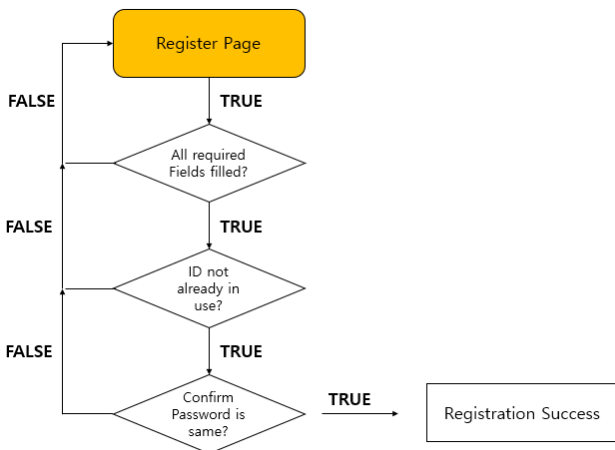 Register Page
FALSE
TRUE
All required
Fields filled?
FALSE
TRUE
ID not
already in
use?
FALSE
TRUE
Confirm
Password is
same?
TRUE
Registration Success